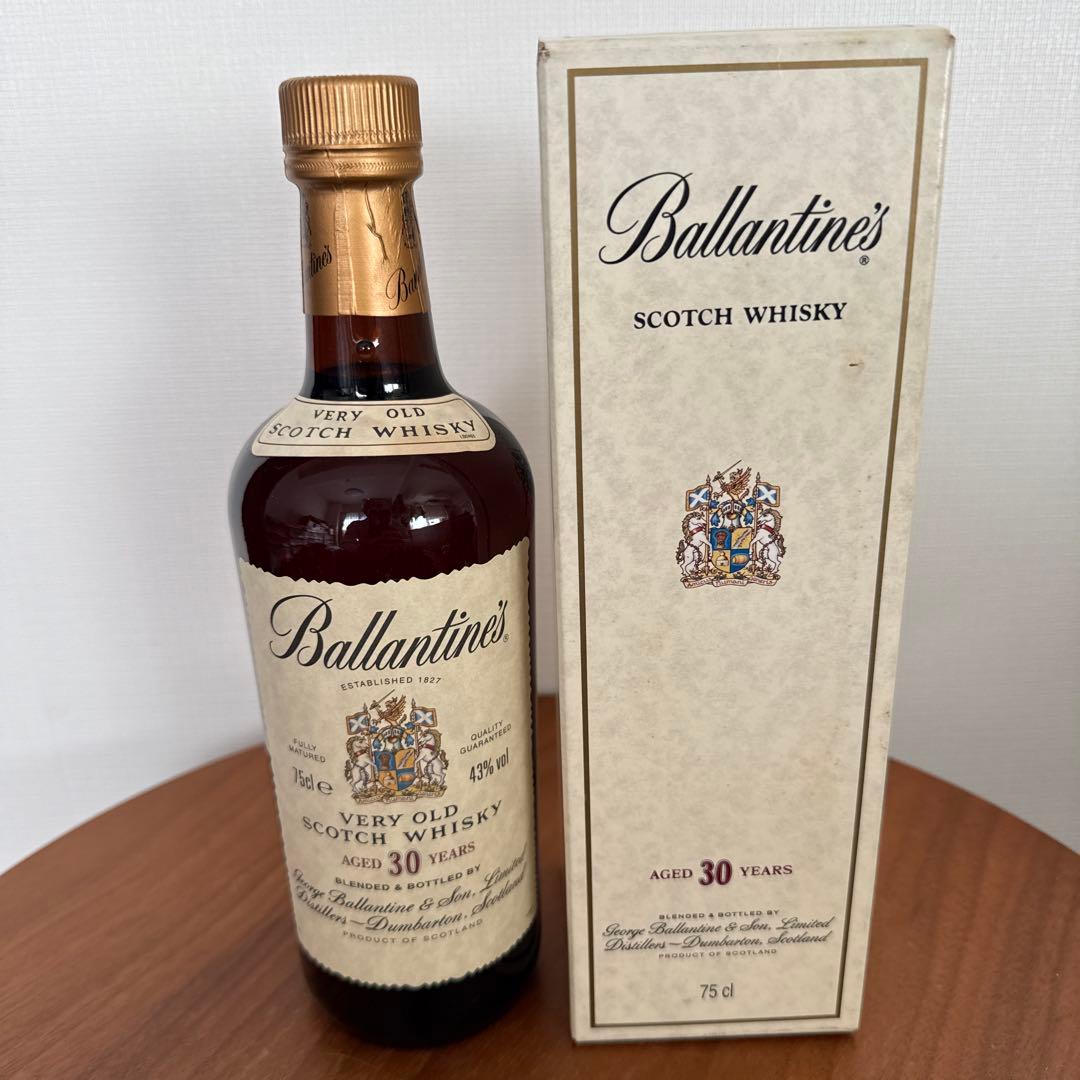 tine's
Ba
VERY OLD
SCOTCH WHISKY
Ballantine's®
ESTABLISHED 1827
FULLY
MATURED
QUALITY
GUARANTEED
75cl e
43% vol
VERY OLD
SCOTCH WHISKY
AGED 30 YEARS
BLENDED & BOTTLED BY
George Ballantine & Son, Limited
Distillers — Dumbarton, Scotland
PRODUCT OF SCOTLAND
Ballantine's®
SCOTCH WHISKY
AGED 30 YEARS
BLENDED & BOTTLED BY
George Ballantine & Son, Limited
Distillers — Dumbarton, Scotland
PRODUCT OF SCOTLAND
75 cl